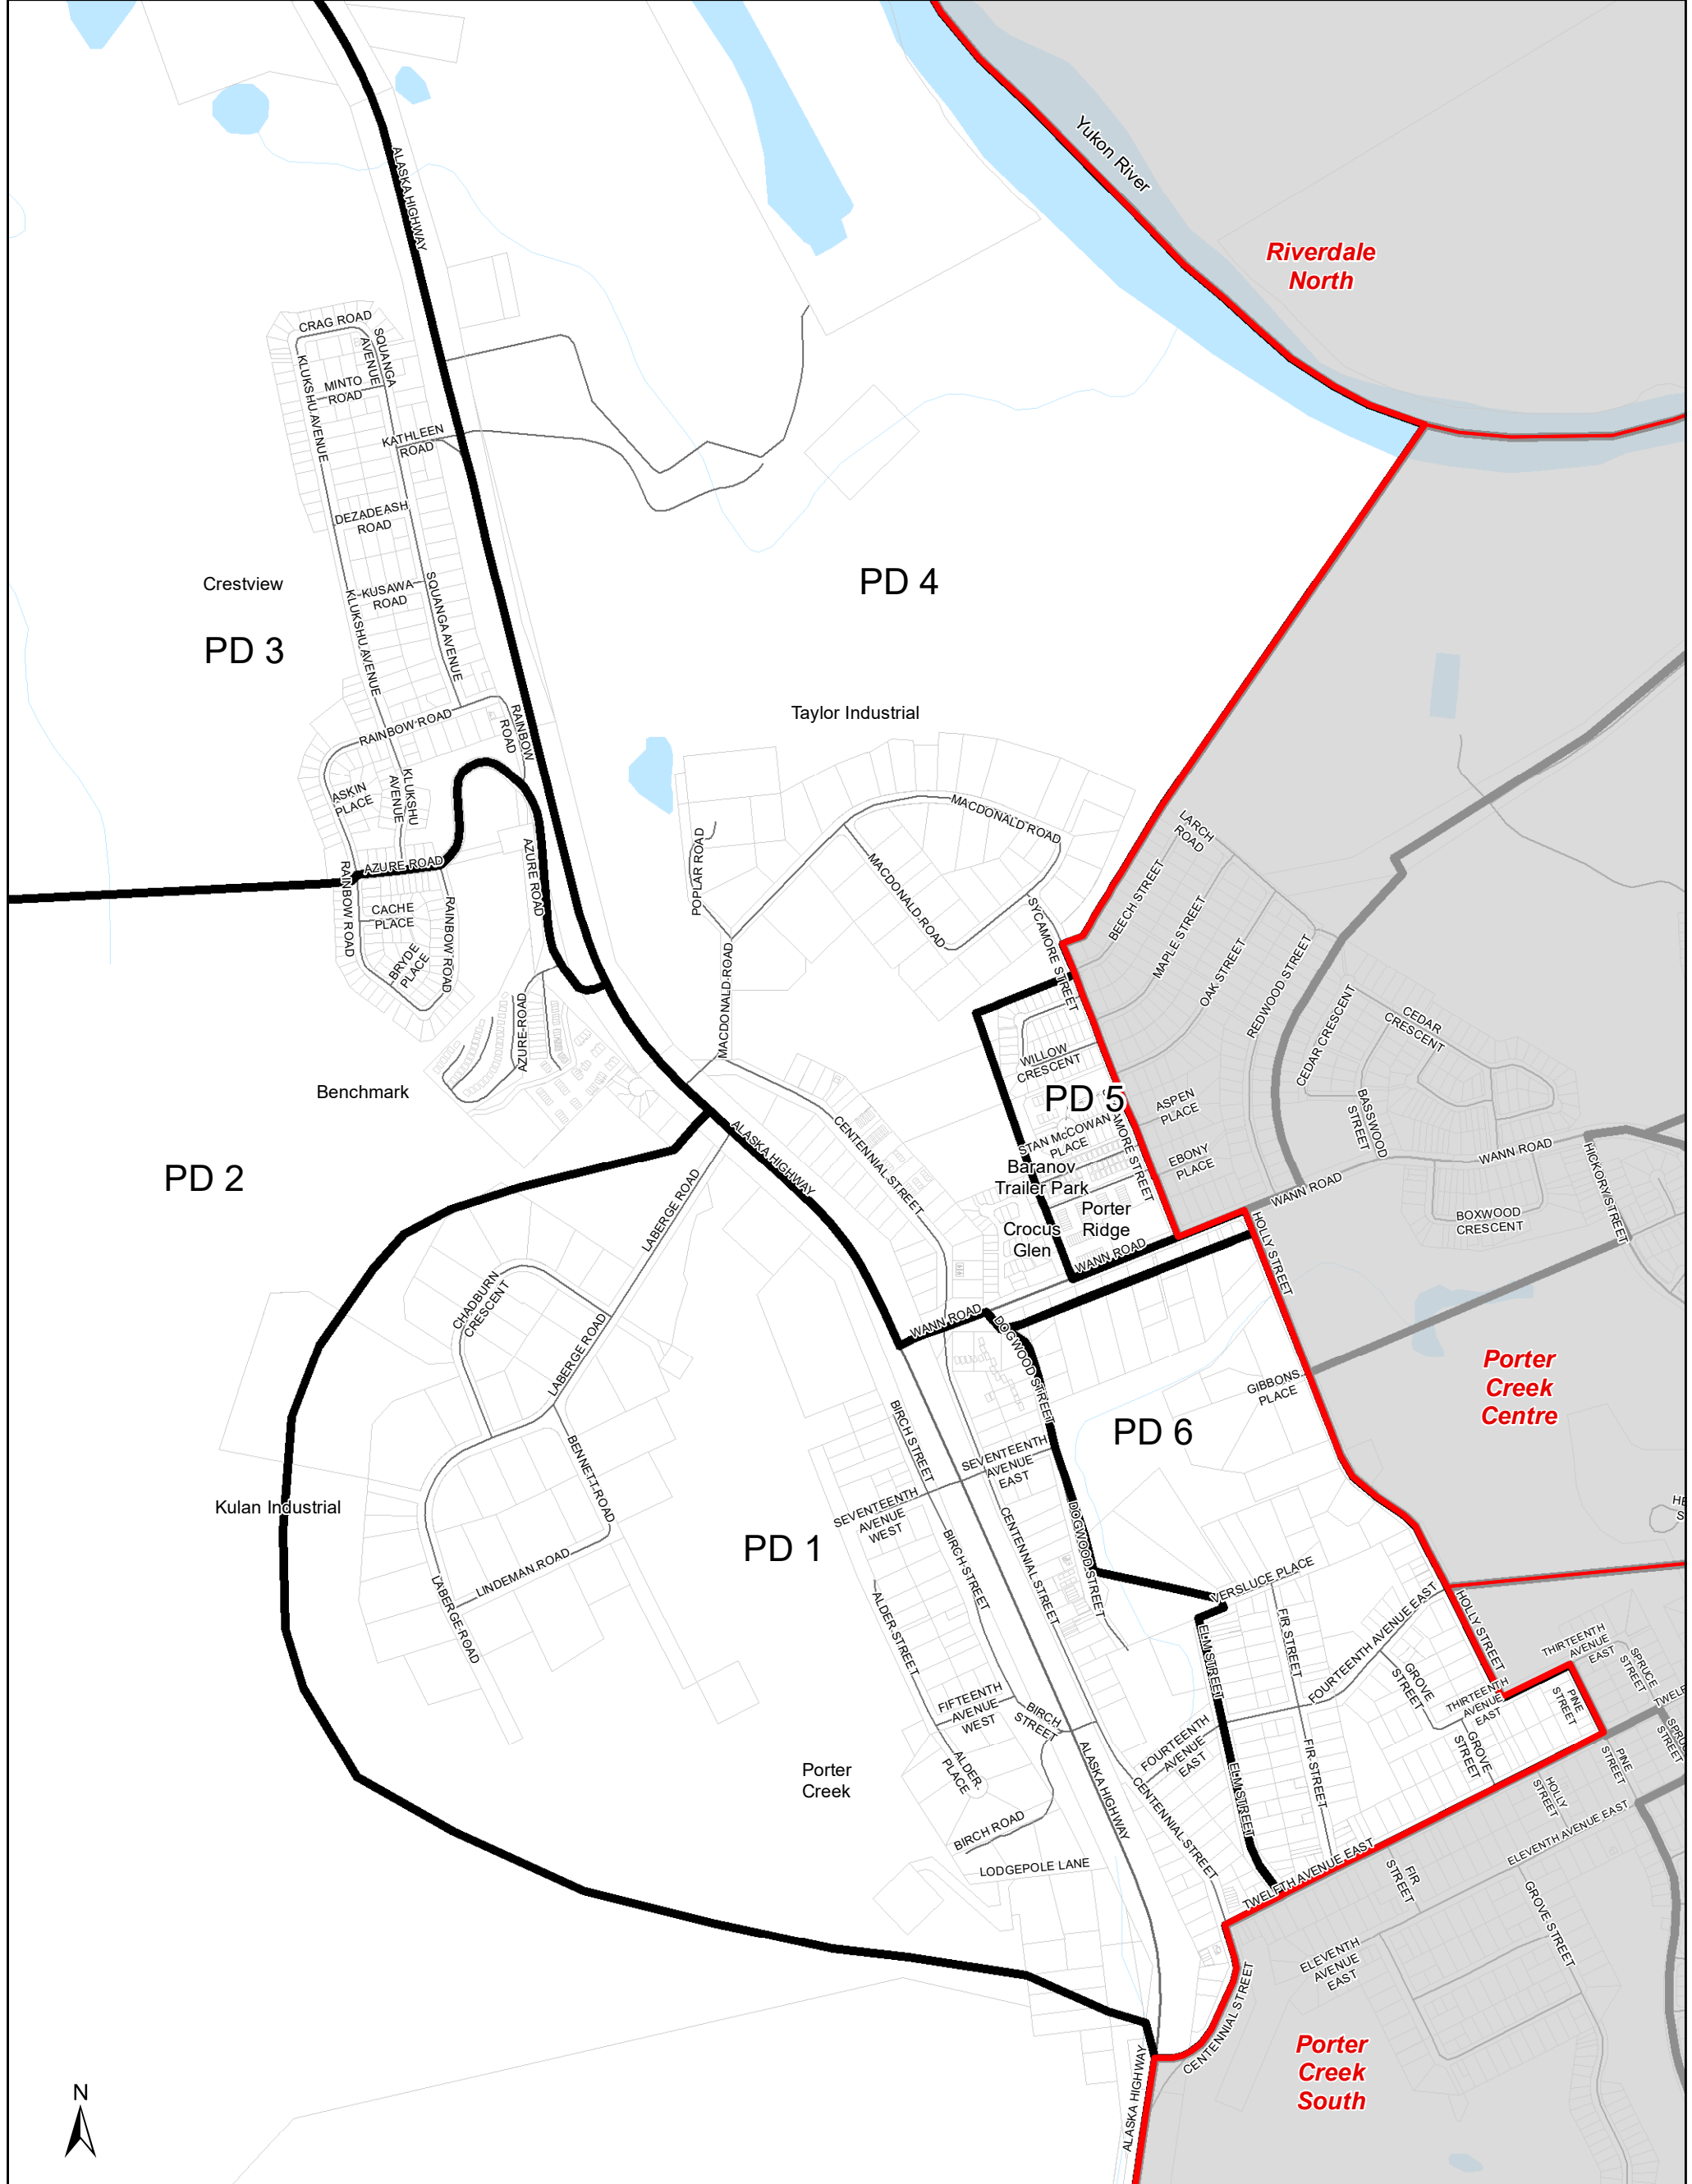 Yukon River
Riverdale
North
ALASKA HIGHWAY
CRAG ROAD
SQUANGA
AVENUE
KLUKSHU AVENUE
MINTO
ROAD
KATHLEEN
ROAD
DEZADEASH
ROAD
Crestview
KUSAWA
ROAD
SQUANGA AVENUE
KLUKSHU AVENUE
PD 3
PD 4
RAINBOW ROAD
RAINBOW
ROAD
Taylor Industrial
ASKIN
PLACE
KLUKSHU
AVENUE
AZURE ROAD
AZURE ROAD
RAINBOW ROAD
CACHE
PLACE
BRYDE
PLACE
RAINBOW ROAD
AZURE ROAD
Benchmark
PD 2
POPLAR ROAD
MACDONALD ROAD
MACDONALD ROAD
MACDONALD ROAD
SYCAMORE STREET
LARCH
ROAD
BEECH STREET
MAPLE STREET
OAK STREET
REDWOOD STREET
CEDAR CRESCENT
CEDAR
CRESCENT
BASSWOOD
STREET
WILLOW
CRESCENT
PD 5
STAN McCOWAN
PLACE
SYCAMORE STREET
ASPEN
PLACE
EBONY
PLACE
Baranov
Trailer Park
Porter
Ridge
Crocus
Glen
WANN ROAD
WANN ROAD
WANN ROAD
HICKORY STREET
BOXWOOD
CRESCENT
HOLLY STREET
ALASKA HIGHWAY
CENTENNIAL STREET
LABERGE ROAD
CHADBURN
CRESCENT
LABERGE ROAD
WANN ROAD
DOGWOOD STREET
GIBBONS
PLACE
Porter
Creek
Centre
PD 6
BIRCH STREET
SEVENTEENTH
AVENUE
EAST
SEVENTEENTH
AVENUE
WEST
BENNETT ROAD
Kulan Industrial
PD 1
LINDEMAN ROAD
LABERGE ROAD
BIRCH STREET
CENTENNIAL STREET
DOGWOOD STREET
ALDER STREET
VERSLUCE PLACE
ELM STREET
FIR STREET
FOURTEENTH AVENUE EAST
HOLLY STREET
GROVE
STREET
THIRTEENTH
AVENUE
EAST
THIRTEENTH
AVENUE
EAST
SPRUCE
STREET
PINE
STREET
PINE
STREET
FIFTEENTH
AVENUE
WEST
BIRCH
STREET
ALDER
PLACE
Porter
Creek
FOURTEENTH
AVENUE
EAST
GROVE
STREET
HOLLY
STREET
ALASKA HIGHWAY
CENTENNIAL STREET
ELM STREET
FIR STREET
BIRCH ROAD
LODGEPOLE LANE
TWELFTH AVENUE EAST
ELEVENTH AVENUE EAST
FIR
STREET
GROVE STREET
ELEVENTH
AVENUE
EAST
CENTENNIAL STREET
ALASKA HIGHWAY
Porter
Creek
South
N